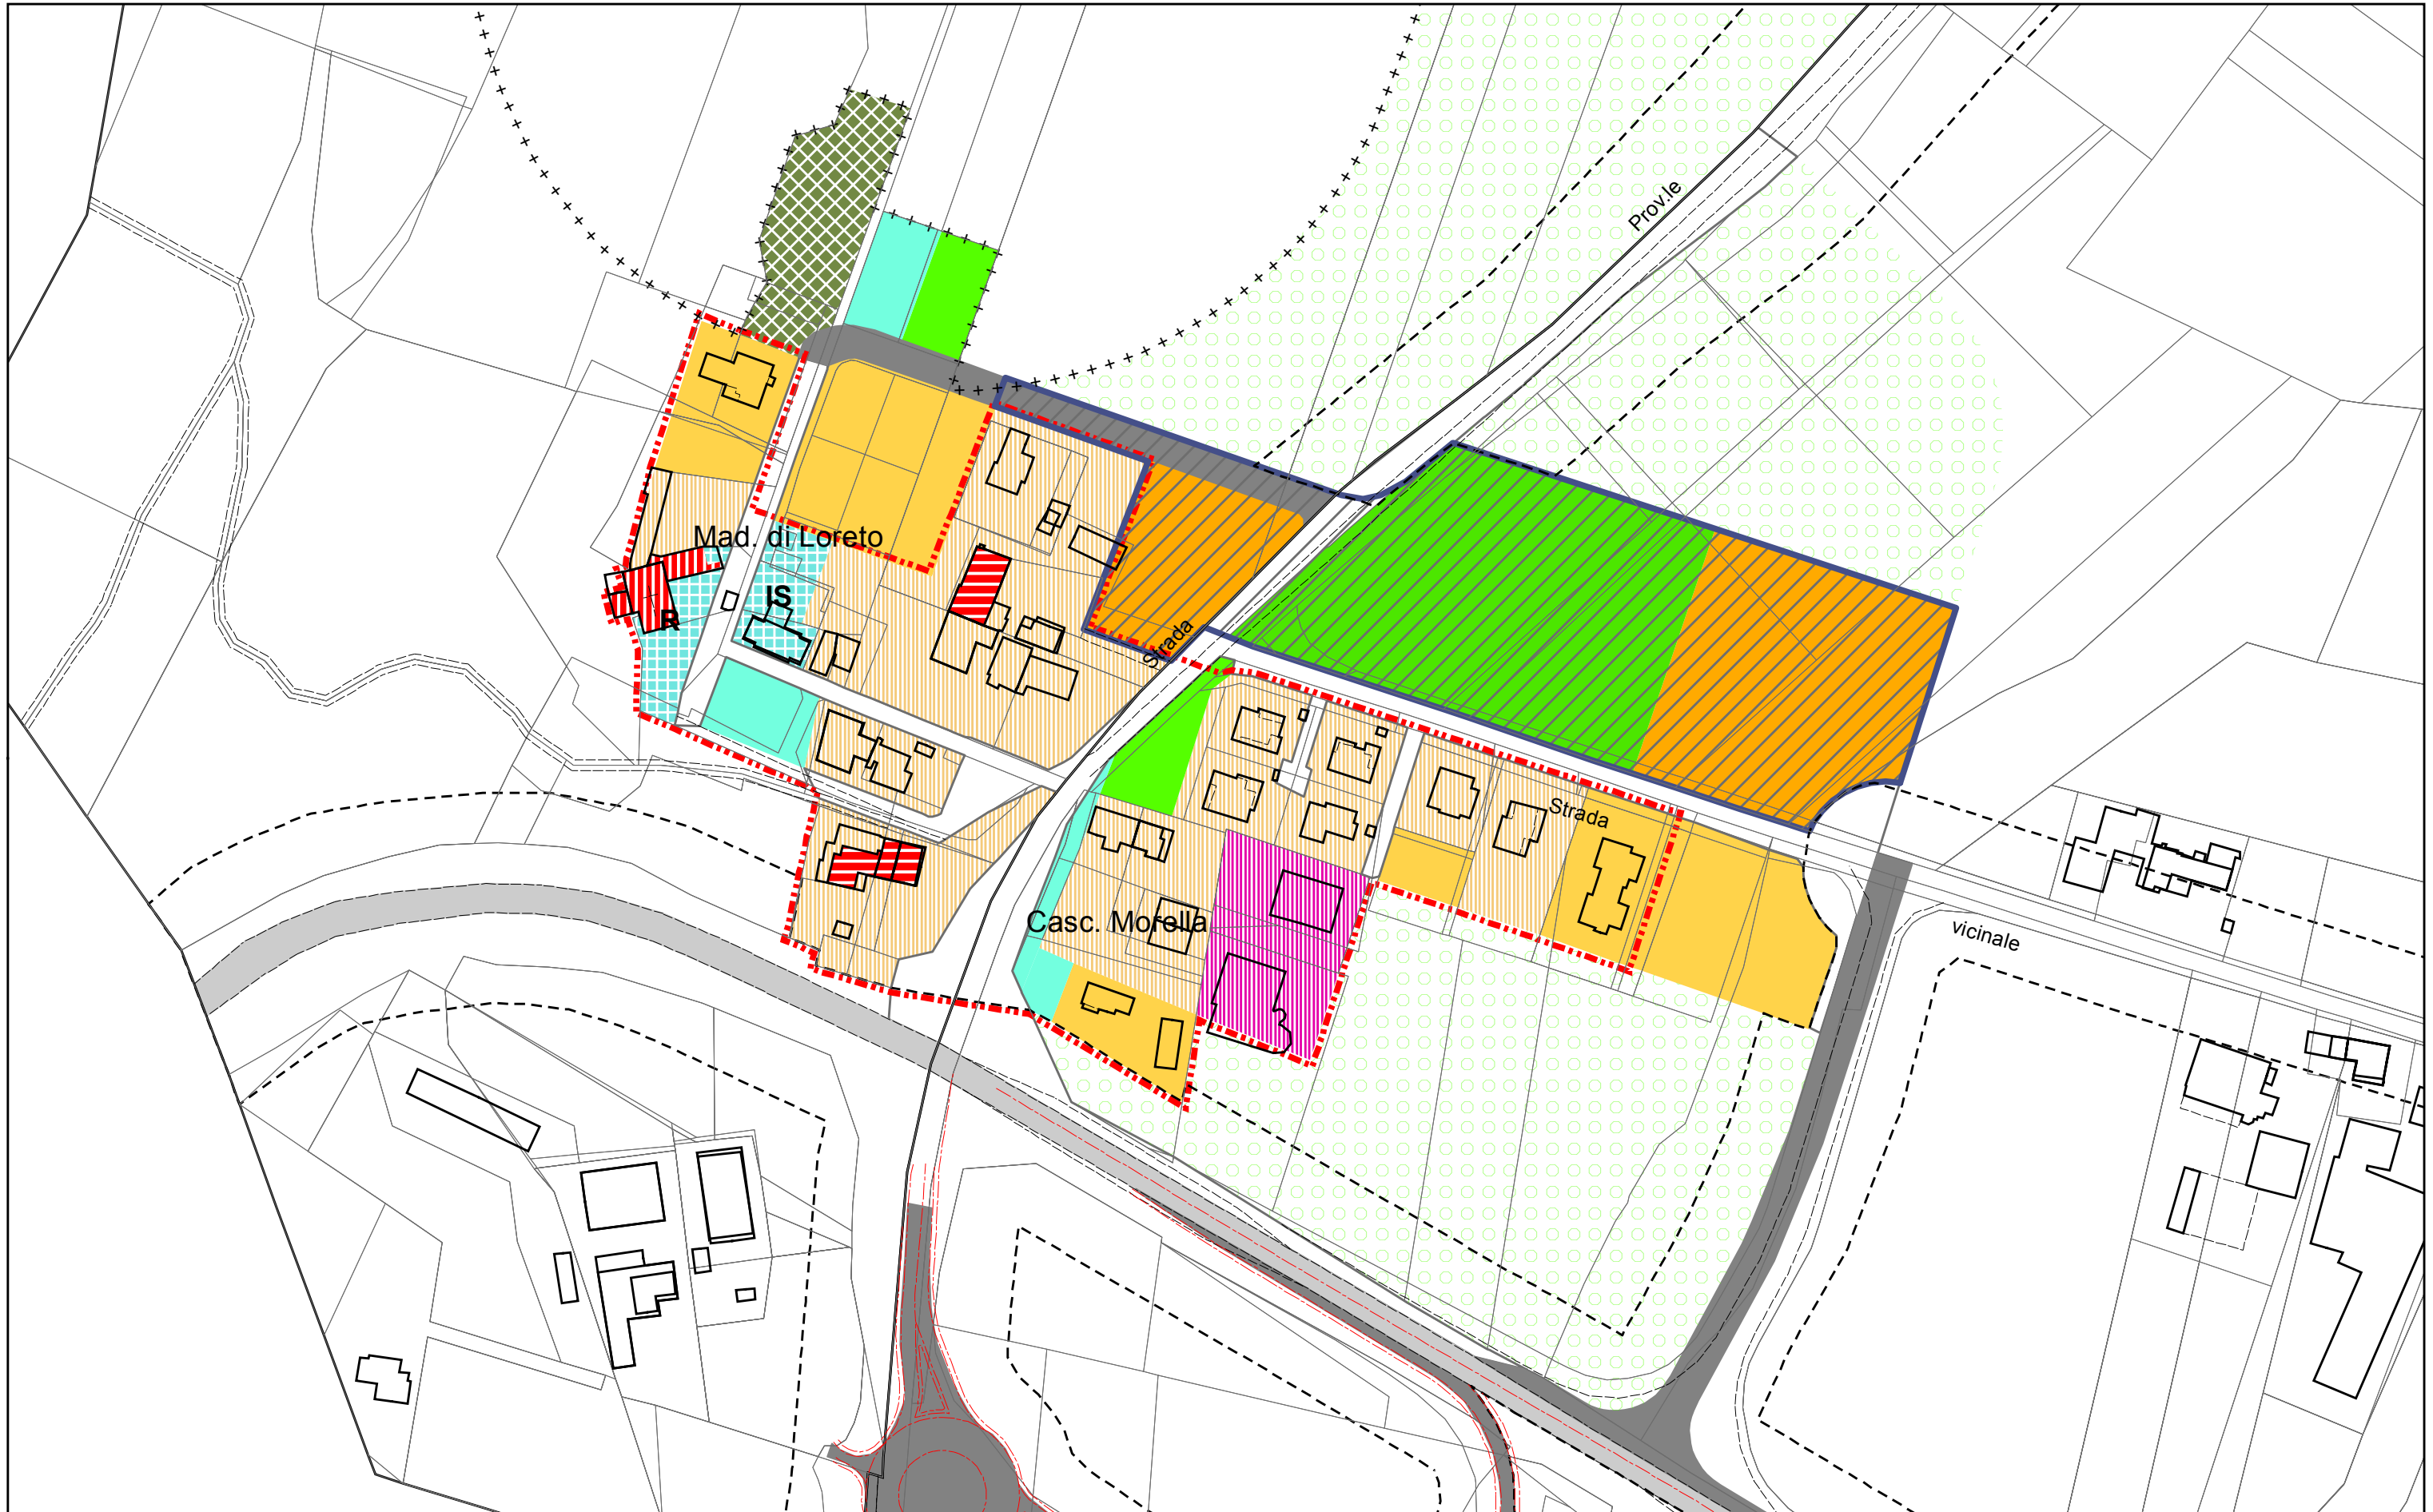 Prov.le
Mad. di Loreto
IS
R
Strada
Strada
Casc. Morella
vicinale